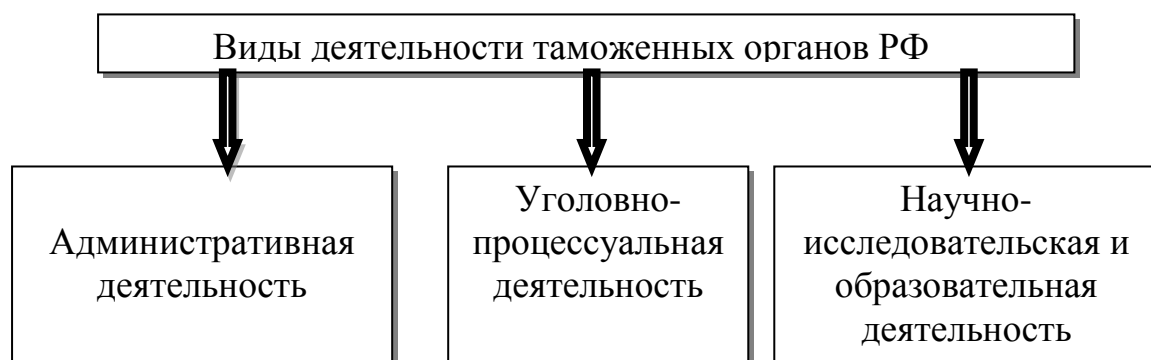 Виды деятельности таможенных органов РФ
Административная
деятельность
Уголовно-
процессуальная
деятельность
Научно-
исследовательская и
образовательная
деятельность